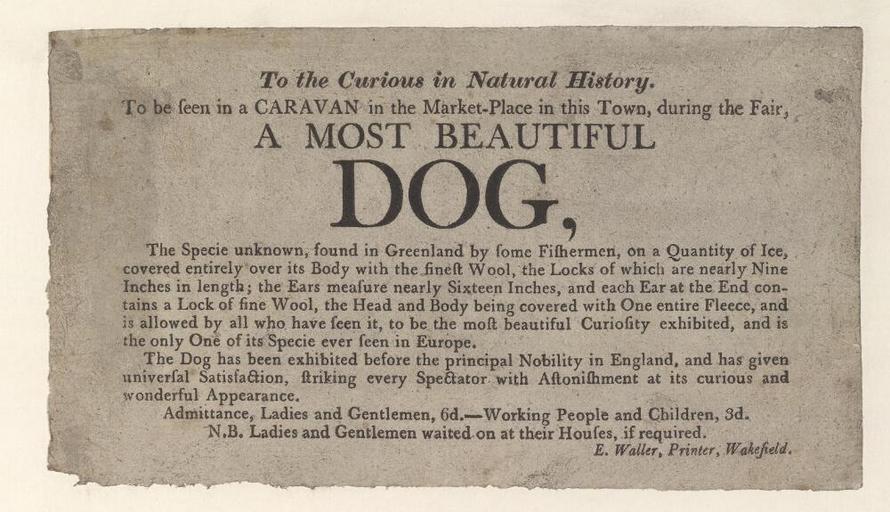 To the Curious in Natural History.
To be ſeen in a CARAVAN in the Market-Place in this Town, during the Fair,
A MOST BEAUTIFUL
DOG,
The Specie unknown, found in Greenland by ſome Fiſhermen, on a Quantity of Ice,
covered entirely over its Body with the fineſt Wool, the Locks of which are nearly Nine
Inches in length; the Ears meaſure nearly Sixteen Inches, and each Ear at the End con-
tains a Lock of fine Wool, the Head and Body being covered with One entire Fleece, and
is allowed by all who have ſeen it, to be the moſt beautiful Curioſity exhibited, and is
the only One of its Specie ever ſeen in Europe.
The Dog has been exhibited before the principal Nobility in England, and has given
univerſal Satisfaction, ſtriking every Spectator with Aſtoniſhment at its curious and
wonderful Appearance.
Admittance, Ladies and Gentlemen, 6d.—Working People and Children, 3d.
N.B. Ladies and Gentlemen waited on at their Houſes, if required.
E. Waller, Printer, Wakefield.